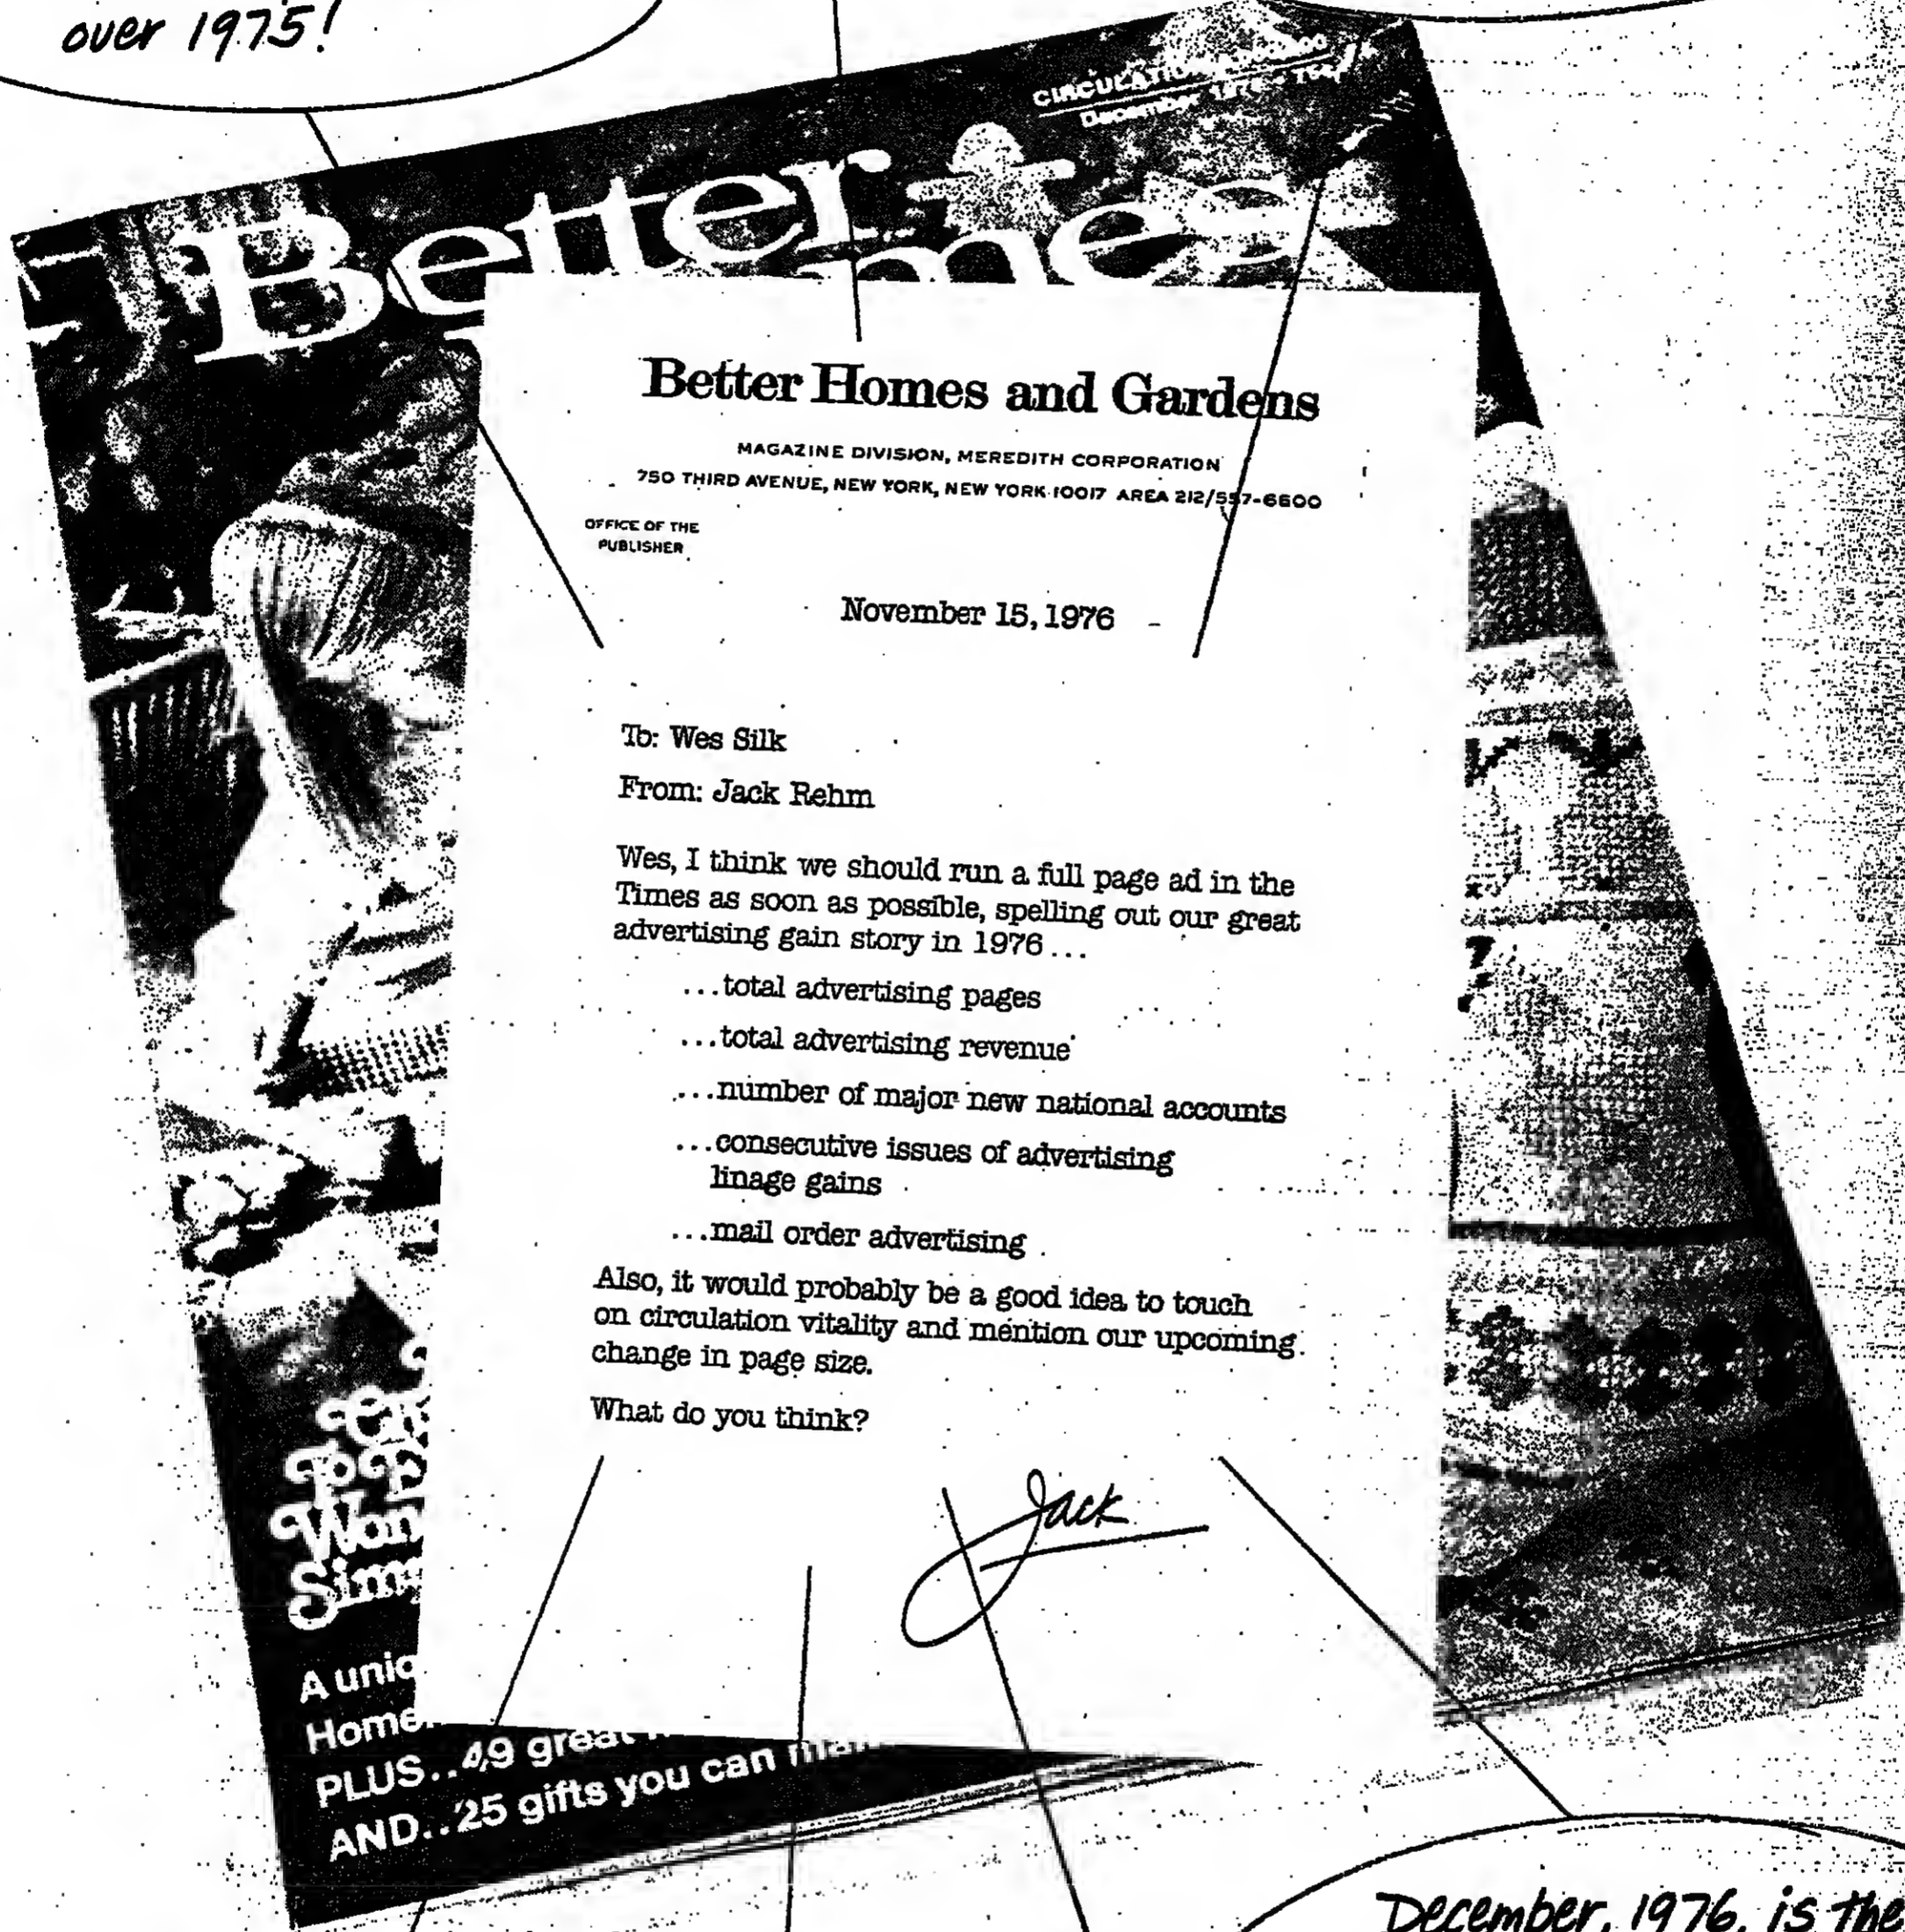 over 1975!
CIRCULATION
December 1976
Better
Better Homes and Gardens
MAGAZINE DIVISION, MEREDITH CORPORATION
750 THIRD AVENUE, NEW YORK, NEW YORK 10017 AREA 212/557-6600
OFFICE OF THE
PUBLISHER
November 15, 1976
To: Wes Silk
From: Jack Rehm
Wes, I think we should run a full page ad in the
Times as soon as possible, spelling out our great
advertising gain story in 1976...
...total advertising pages
...total advertising revenue
...number of major new national accounts
...consecutive issues of advertising
linage gains
...mail order advertising
Also, it would probably be a good idea to touch
on circulation vitality and mention our upcoming
change in page size.
What do you think?
Jack
To
Home
PLUS..49 great
AND..25 gifts you can
December, 1976, is the